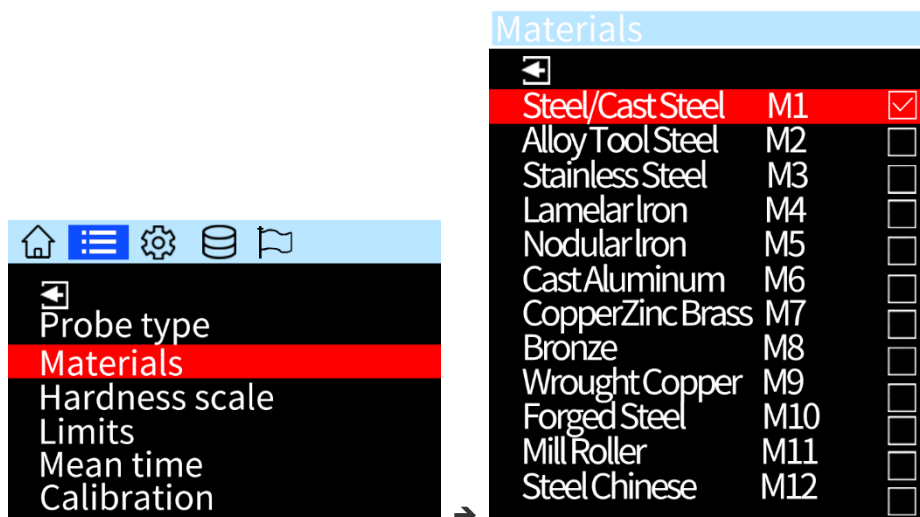 Probe type
Materials
Hardness scale
Limits
Mean time
Calibration
Materials
Steel/Cast Steel M1
Alloy Tool Steel M2
Stainless Steel M3
Lamelar lron M4
Nodular lron M5
Cast Aluminum M6
CopperZinc Brass M7
Bronze M8
Wrought Copper M9
Forged Steel M10
Mill Roller M11
Steel Chinese M12